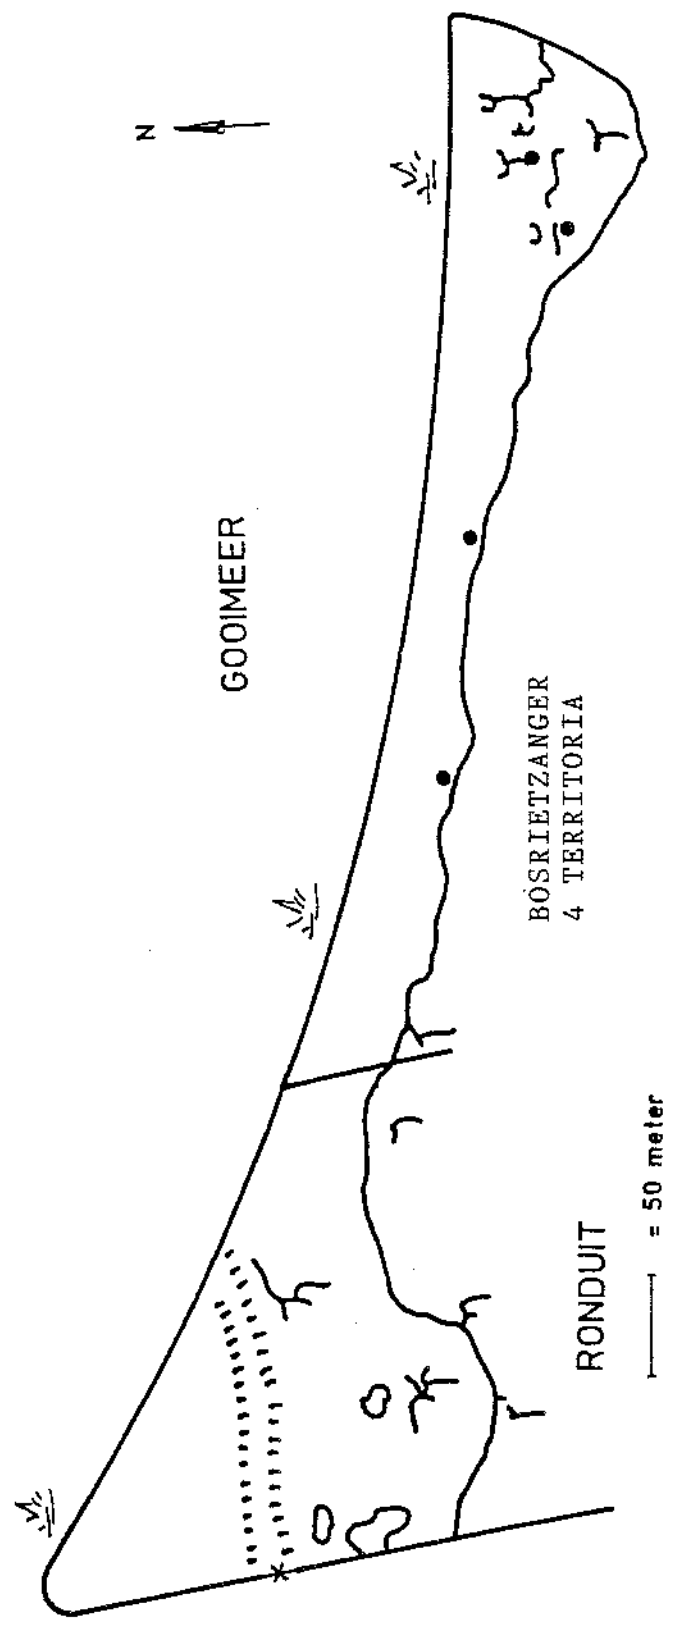 N
GOOIMEER
BOSRIETZANGER
4 TERRITORIA
RONDUIT
= 50 meter